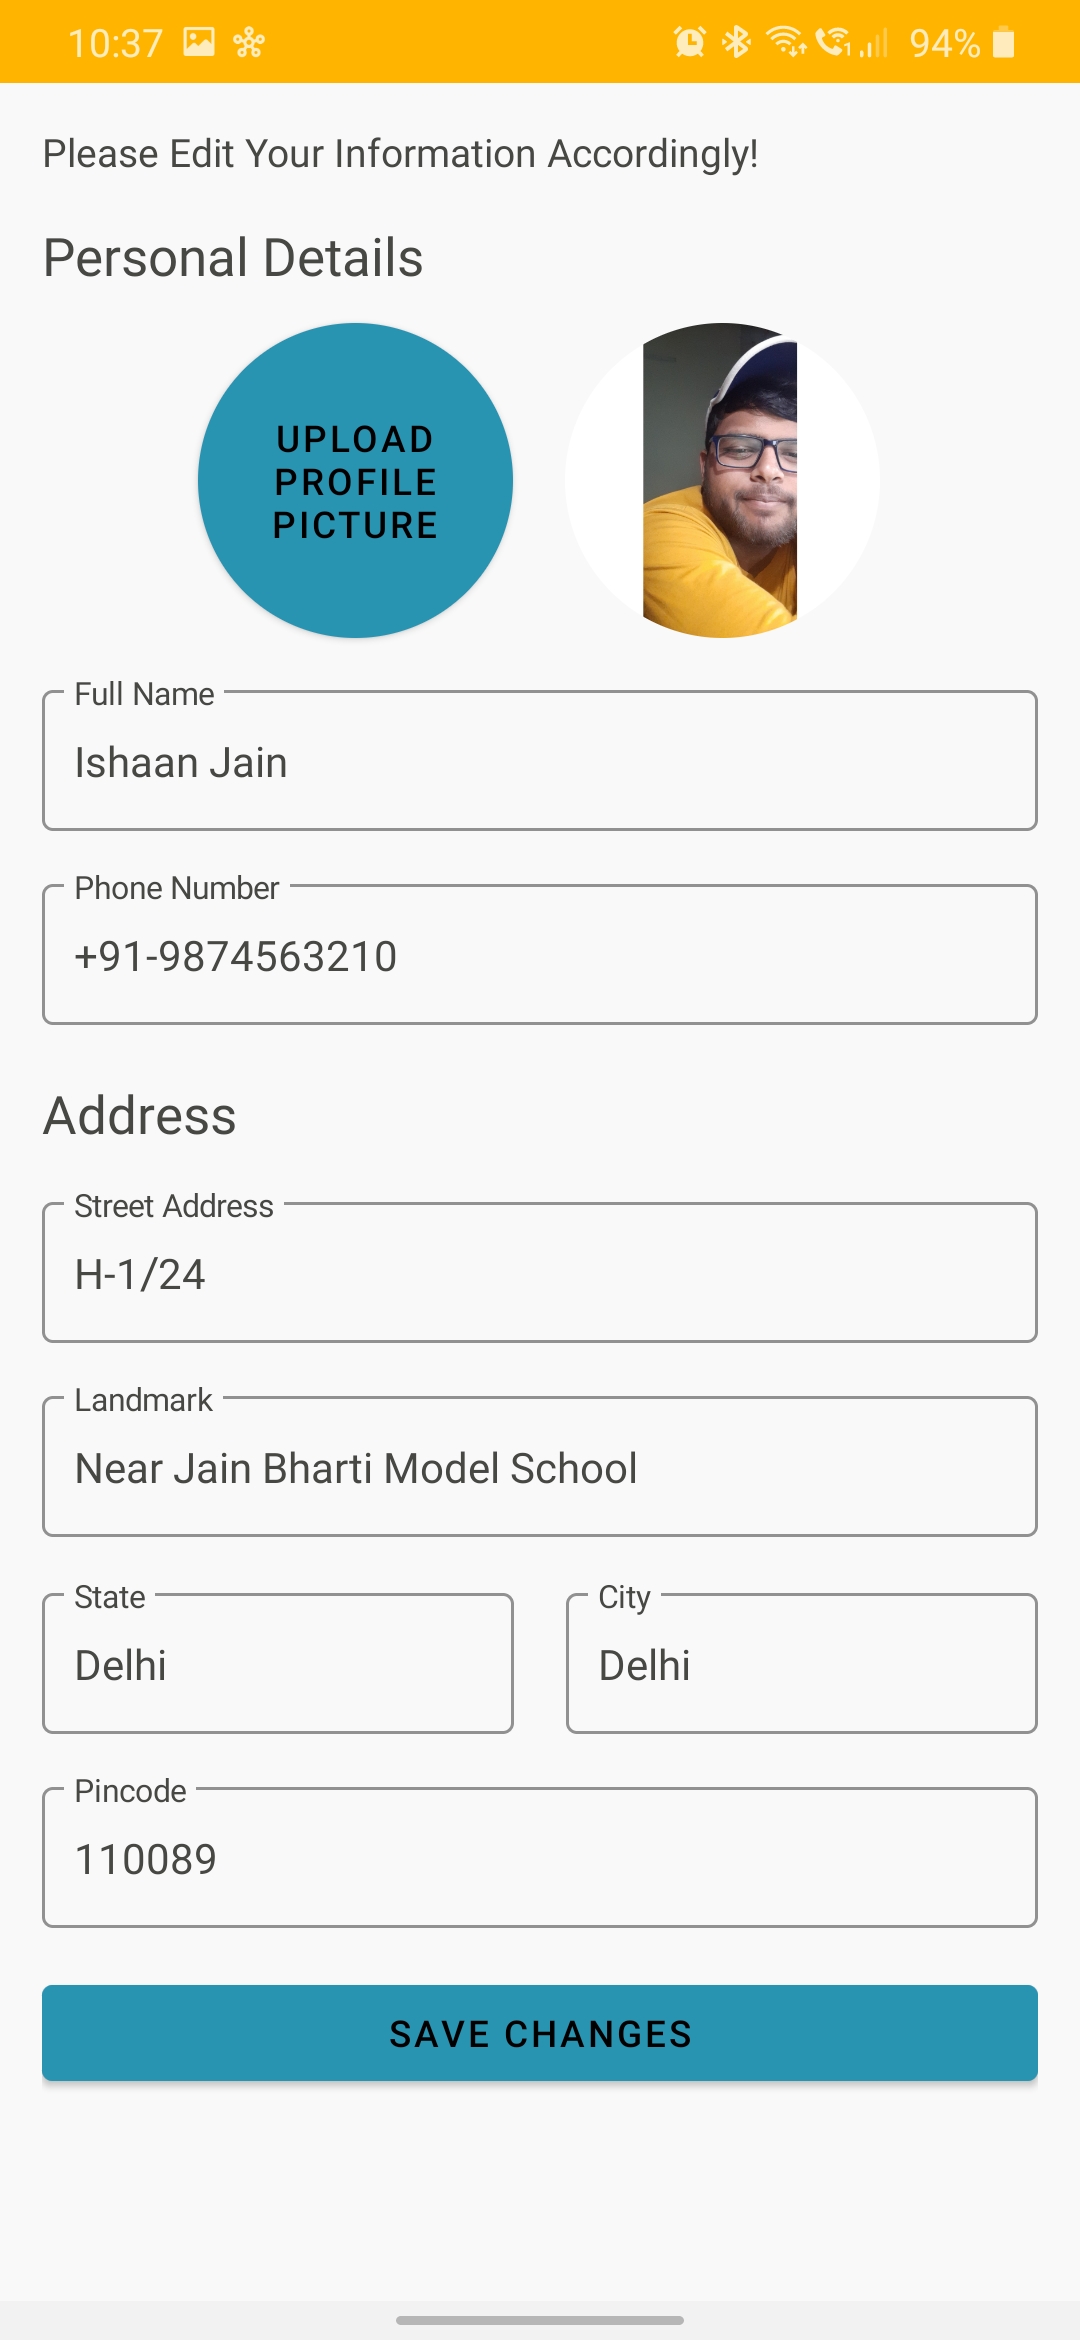 10:37 94%
Please Edit Your Information Accordingly!
Personal Details
UPLOAD
PROFILE
PICTURE
Full Name
Ishaan Jain
Phone Number
+91-9874563210
Address
Street Address
H-1/24
Landmark
Near Jain Bharti Model School
State City
Delhi Delhi
Pincode
110089
SAVE CHANGES